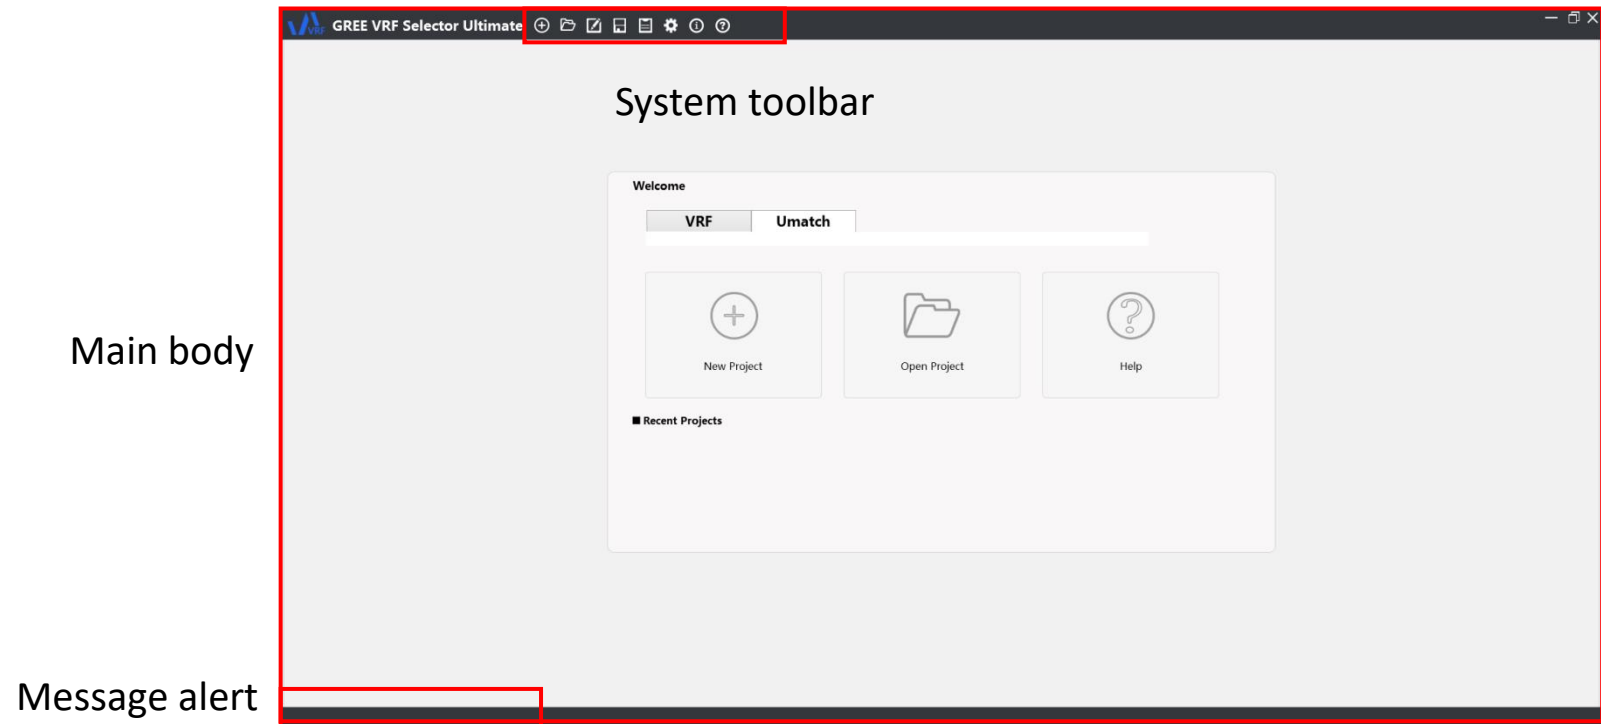 VRF GREE VRF Selector Ultimate
System toolbar
Welcome
VRF Umatch
Main body
New Project Open Project Help
Recent Projects
Message alert